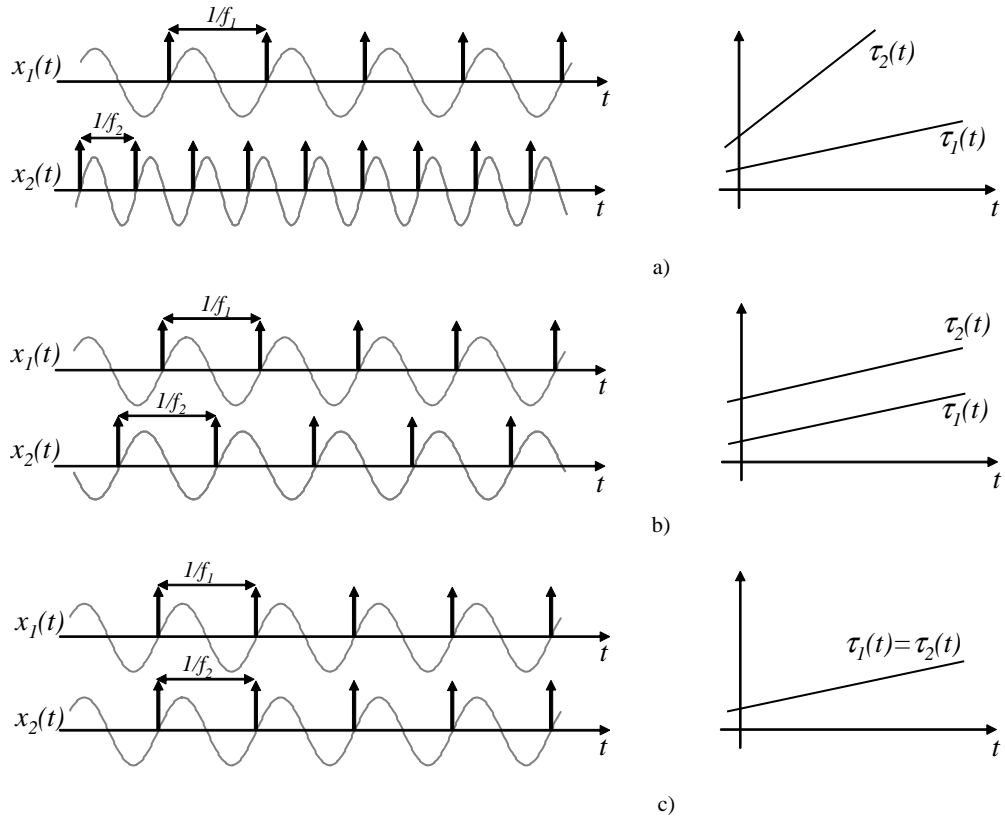 1/f₁
x₁(t)
t
1/f₂
x₂(t)
t
τ₂(t)
τ₁(t)
t
a)
1/f₁
x₁(t)
t
1/f₂
x₂(t)
t
τ₂(t)
τ₁(t)
t
b)
1/f₁
x₁(t)
t
1/f₂
x₂(t)
t
τ₁(t)=τ₂(t)
t
c)